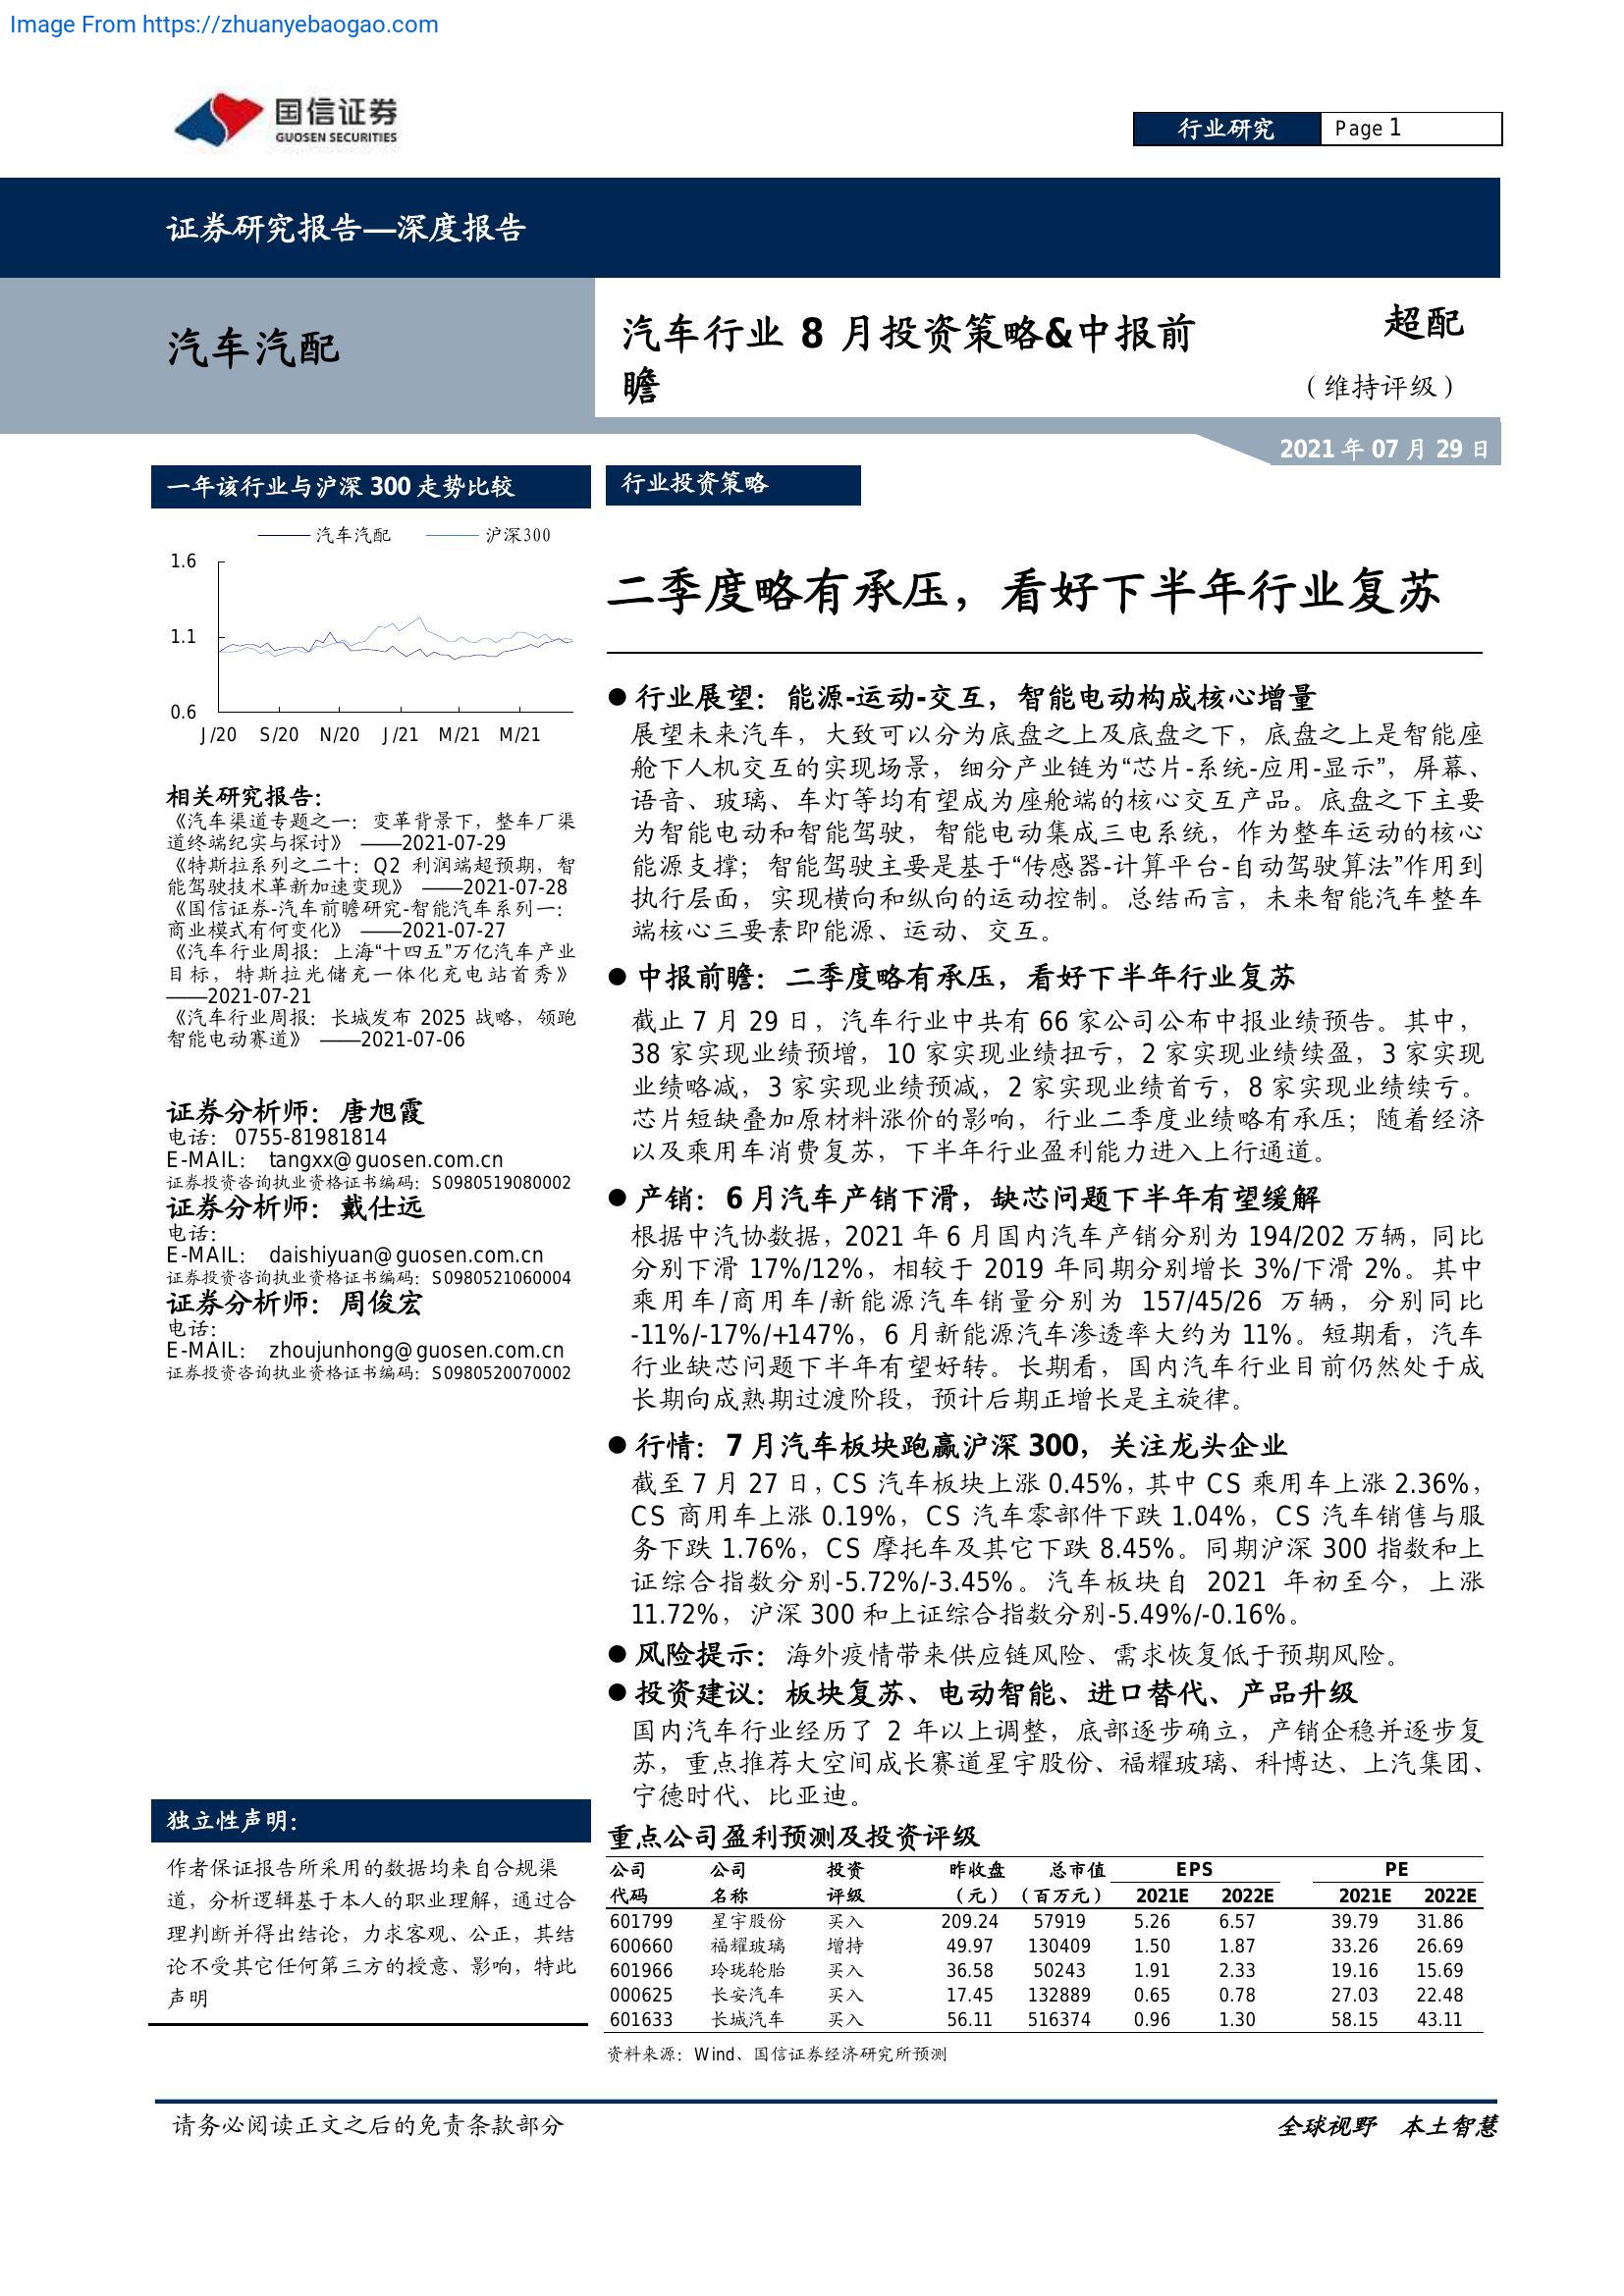 Image From https://zhuanyebaogao.com
国信证券
GUOSEN SECURITIES
行业研究
Page 1
证券研究报告—深度报告
汽车汽配
汽车行业 8 月投资策略&中报前
瞻
超配
（维持评级）
2021 年 07 月 29 日
一年该行业与沪深 300 走势比较
汽车汽配 沪深300
1.6
1.1
0.6
J/20 S/20 N/20 J/21 M/21 M/21
相关研究报告：
《汽车渠道专题之一：变革背景下，整车厂渠
道终端纪实与探讨》 ——2021-07-29
《特斯拉系列之二十：Q2 利润端超预期，智
能驾驶技术革新加速变现》 ——2021-07-28
《国信证券-汽车前瞻研究-智能汽车系列一：
商业模式有何变化》 ——2021-07-27
《汽车行业周报：上海“十四五”万亿汽车产业
目标，特斯拉光储充一体化充电站首秀》
——2021-07-21
《汽车行业周报：长城发布 2025 战略，领跑
智能电动赛道》 ——2021-07-06
证券分析师：唐旭霞
电话： 0755-81981814
E-MAIL： tangxx@guosen.com.cn
证券投资咨询执业资格证书编码：S0980519080002
证券分析师：戴仕远
电话：
E-MAIL： daishiyuan@guosen.com.cn
证券投资咨询执业资格证书编码：S0980521060004
证券分析师：周俊宏
电话：
E-MAIL： zhoujunhong@guosen.com.cn
证券投资咨询执业资格证书编码：S0980520070002
独立性声明：
作者保证报告所采用的数据均来自合规渠
道，分析逻辑基于本人的职业理解，通过合
理判断并得出结论，力求客观、公正，其结
论不受其它任何第三方的授意、影响，特此
声明
行业投资策略
二季度略有承压，看好下半年行业复苏
● 行业展望：能源-运动-交互，智能电动构成核心增量
展望未来汽车，大致可以分为底盘之上及底盘之下，底盘之上是智能座
舱下人机交互的实现场景，细分产业链为“芯片-系统-应用-显示”，屏幕、
语音、玻璃、车灯等均有望成为座舱端的核心交互产品。底盘之下主要
为智能电动和智能驾驶，智能电动集成三电系统，作为整车运动的核心
能源支撑；智能驾驶主要是基于“传感器-计算平台-自动驾驶算法”作用到
执行层面，实现横向和纵向的运动控制。总结而言，未来智能汽车整车
端核心三要素即能源、运动、交互。
● 中报前瞻：二季度略有承压，看好下半年行业复苏
截止 7 月 29 日，汽车行业中共有 66 家公司公布中报业绩预告。其中，
38 家实现业绩预增，10 家实现业绩扭亏，2 家实现业绩续盈，3 家实现
业绩略减，3 家实现业绩预减，2 家实现业绩首亏，8 家实现业绩续亏。
芯片短缺叠加原材料涨价的影响，行业二季度业绩略有承压；随着经济
以及乘用车消费复苏，下半年行业盈利能力进入上行通道。
● 产销：6 月汽车产销下滑，缺芯问题下半年有望缓解
根据中汽协数据，2021 年 6 月国内汽车产销分别为 194/202 万辆，同比
分别下滑 17%/12%，相较于 2019 年同期分别增长 3%/下滑 2%。其中
乘用车/商用车/新能源汽车销量分别为 157/45/26 万辆，分别同比
-11%/-17%/+147%，6 月新能源汽车渗透率大约为 11%。短期看，汽车
行业缺芯问题下半年有望好转。长期看，国内汽车行业目前仍然处于成
长期向成熟期过渡阶段，预计后期正增长是主旋律。
● 行情：7 月汽车板块跑赢沪深 300，关注龙头企业
截至 7 月 27 日，CS 汽车板块上涨 0.45%，其中 CS 乘用车上涨 2.36%，
CS 商用车上涨 0.19%，CS 汽车零部件下跌 1.04%，CS 汽车销售与服
务下跌 1.76%，CS 摩托车及其它下跌 8.45%。同期沪深 300 指数和上
证综合指数分别-5.72%/-3.45%。汽车板块自 2021 年初至今，上涨
11.72%，沪深 300 和上证综合指数分别-5.49%/-0.16%。
● 风险提示：海外疫情带来供应链风险、需求恢复低于预期风险。
● 投资建议：板块复苏、电动智能、进口替代、产品升级
国内汽车行业经历了 2 年以上调整，底部逐步确立，产销企稳并逐步复
苏，重点推荐大空间成长赛道星宇股份、福耀玻璃、科博达、上汽集团、
宁德时代、比亚迪。
重点公司盈利预测及投资评级
公司 公司 投资 昨收盘 总市值 EPS PE
代码 名称 评级 （元） （百万元） 2021E 2022E 2021E 2022E
601799 星宇股份 买入 209.24 57919 5.26 6.57 39.79 31.86
600660 福耀玻璃 增持 49.97 130409 1.50 1.87 33.26 26.69
601966 玲珑轮胎 买入 36.58 50243 1.91 2.33 19.16 15.69
000625 长安汽车 买入 17.45 132889 0.65 0.78 27.03 22.48
601633 长城汽车 买入 56.11 516374 0.96 1.30 58.15 43.11
资料来源：Wind、国信证券经济研究所预测
请务必阅读正文之后的免责条款部分
全球视野 本土智慧